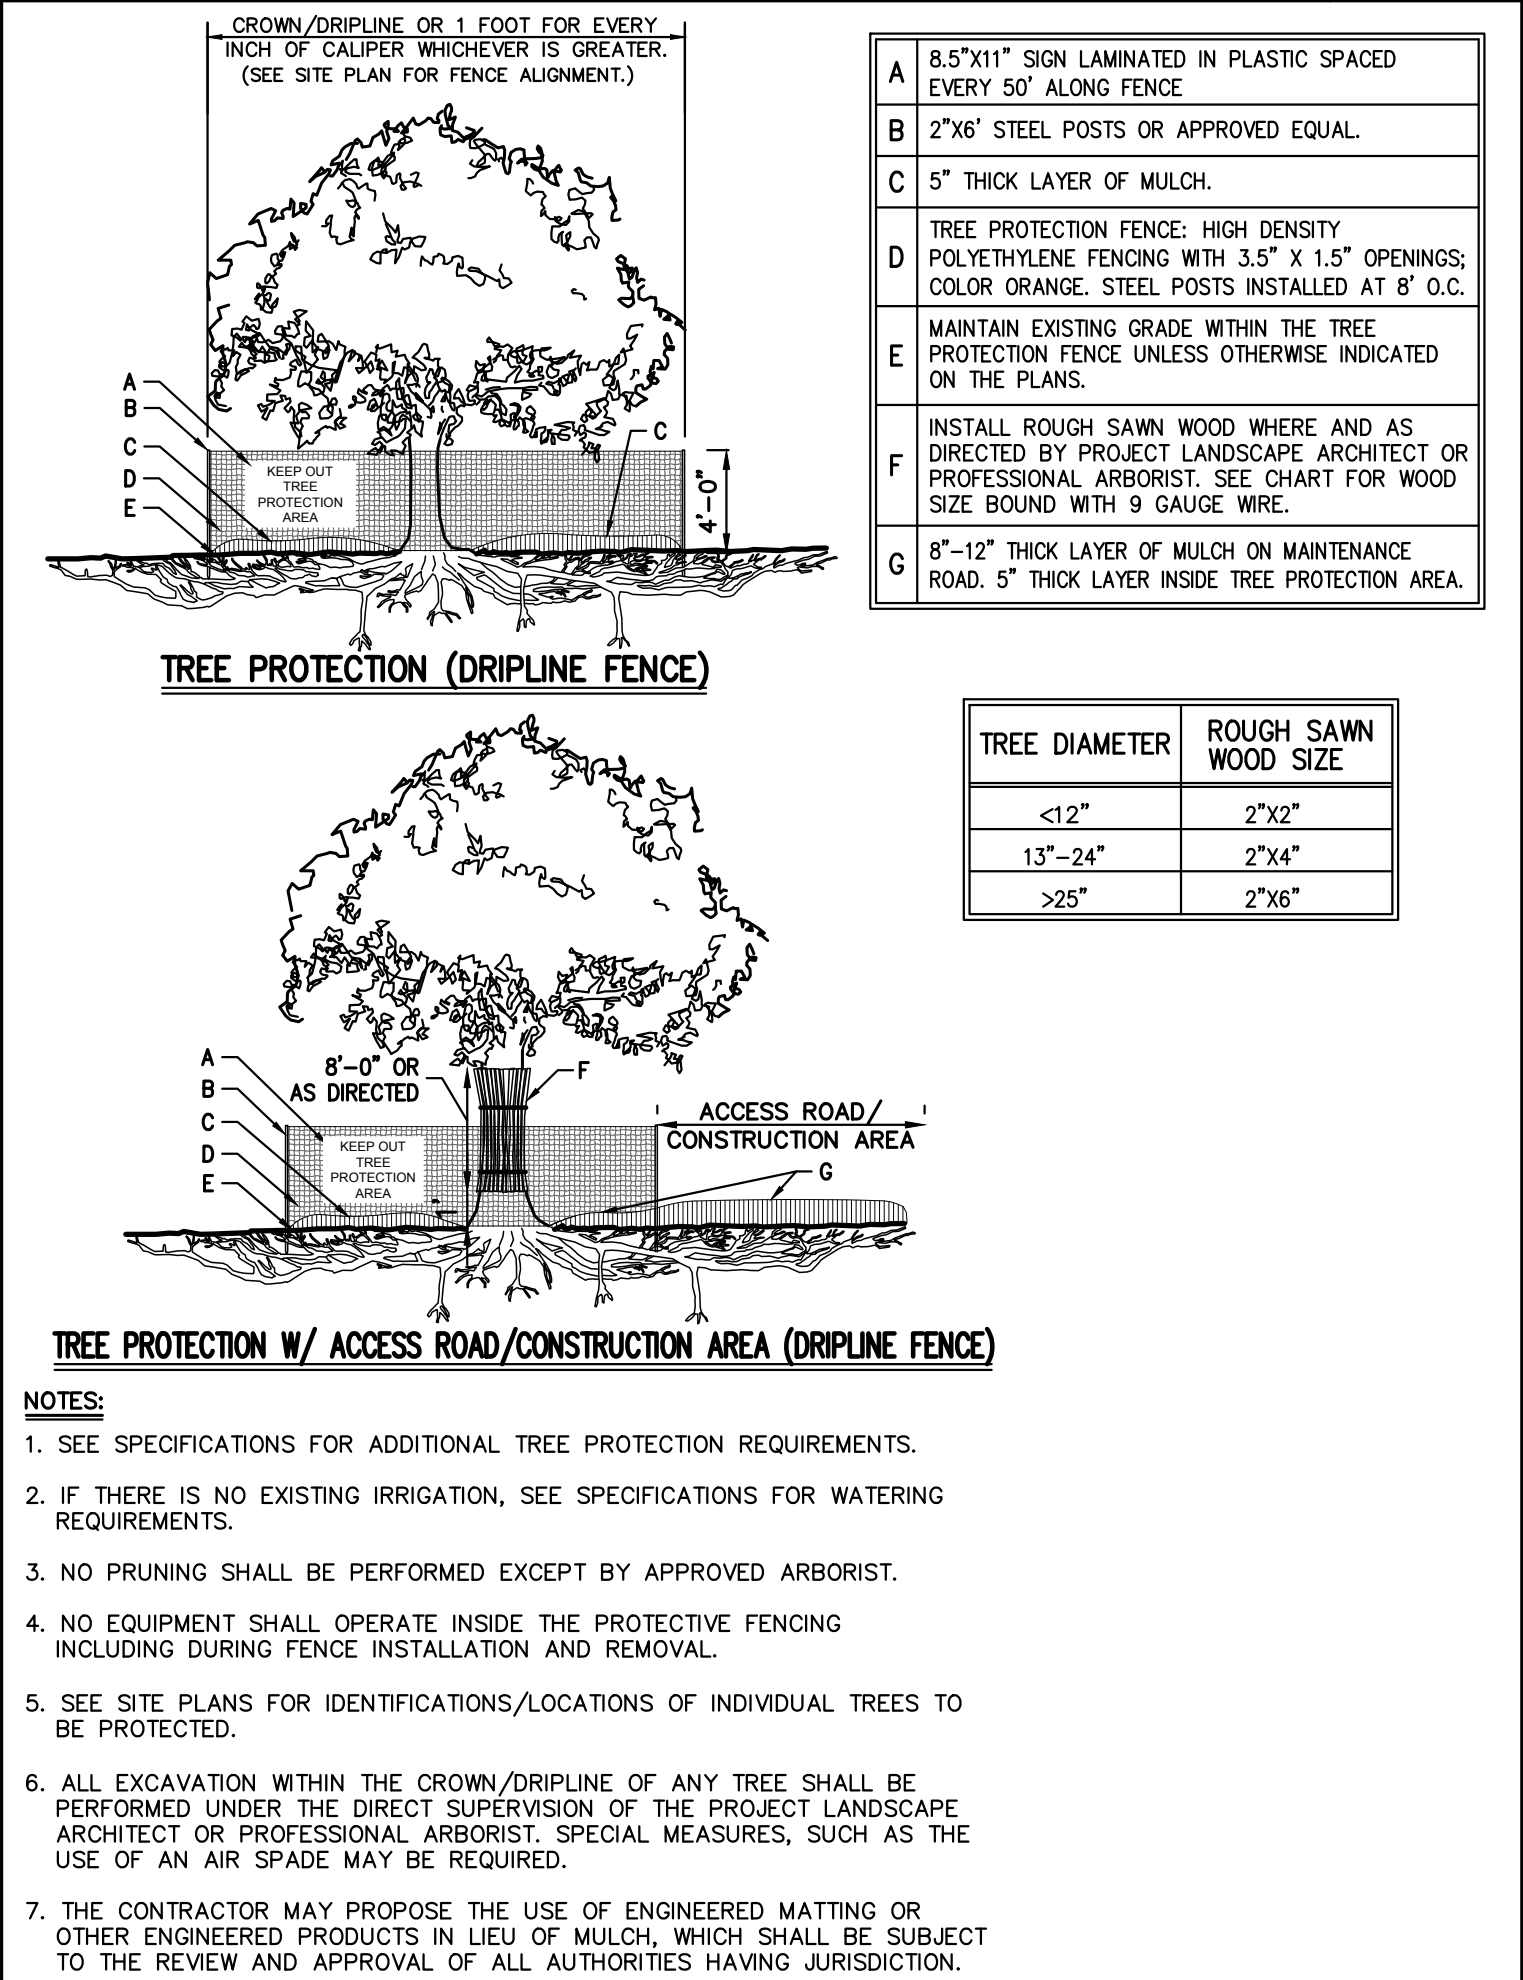 CROWN/DRIPLINE OR 1 FOOT FOR EVERY
INCH OF CALIPER WHICHEVER IS GREATER.
(SEE SITE PLAN FOR FENCE ALIGNMENT.)
A
B
C
D
E
KEEP OUT
TREE
PROTECTION
AREA
C
4'-0"
TREE PROTECTION (DRIPLINE FENCE)
A
8.5"X11" SIGN LAMINATED IN PLASTIC SPACED
EVERY 50' ALONG FENCE
B
2"X6' STEEL POSTS OR APPROVED EQUAL.
C
5" THICK LAYER OF MULCH.
D
TREE PROTECTION FENCE: HIGH DENSITY
POLYETHYLENE FENCING WITH 3.5" X 1.5" OPENINGS;
COLOR ORANGE. STEEL POSTS INSTALLED AT 8' O.C.
E
MAINTAIN EXISTING GRADE WITHIN THE TREE
PROTECTION FENCE UNLESS OTHERWISE INDICATED
ON THE PLANS.
F
INSTALL ROUGH SAWN WOOD WHERE AND AS
DIRECTED BY PROJECT LANDSCAPE ARCHITECT OR
PROFESSIONAL ARBORIST. SEE CHART FOR WOOD
SIZE BOUND WITH 9 GAUGE WIRE.
G
8"-12" THICK LAYER OF MULCH ON MAINTENANCE
ROAD. 5" THICK LAYER INSIDE TREE PROTECTION AREA.
TREE DIAMETER
ROUGH SAWN
WOOD SIZE
<12" 2"X2"
13"-24" 2"X4"
>25" 2"X6"
A
B
C
D
E
8'-0" OR
AS DIRECTED
F
KEEP OUT
TREE
PROTECTION
AREA
1'
ACCESS ROAD/
CONSTRUCTION AREA
G
TREE PROTECTION W/ ACCESS ROAD/CONSTRUCTION AREA (DRIPLINE FENCE)
NOTES:
1. SEE SPECIFICATIONS FOR ADDITIONAL TREE PROTECTION REQUIREMENTS.
2. IF THERE IS NO EXISTING IRRIGATION, SEE SPECIFICATIONS FOR WATERING
REQUIREMENTS.
3. NO PRUNING SHALL BE PERFORMED EXCEPT BY APPROVED ARBORIST.
4. NO EQUIPMENT SHALL OPERATE INSIDE THE PROTECTIVE FENCING
INCLUDING DURING FENCE INSTALLATION AND REMOVAL.
5. SEE SITE PLANS FOR IDENTIFICATIONS/LOCATIONS OF INDIVIDUAL TREES TO
BE PROTECTED.
6. ALL EXCAVATION WITHIN THE CROWN/DRIPLINE OF ANY TREE SHALL BE
PERFORMED UNDER THE DIRECT SUPERVISION OF THE PROJECT LANDSCAPE
ARCHITECT OR PROFESSIONAL ARBORIST. SPECIAL MEASURES, SUCH AS THE
USE OF AN AIR SPADE MAY BE REQUIRED.
7. THE CONTRACTOR MAY PROPOSE THE USE OF ENGINEERED MATTING OR
OTHER ENGINEERED PRODUCTS IN LIEU OF MULCH, WHICH SHALL BE SUBJECT
TO THE REVIEW AND APPROVAL OF ALL AUTHORITIES HAVING JURISDICTION.